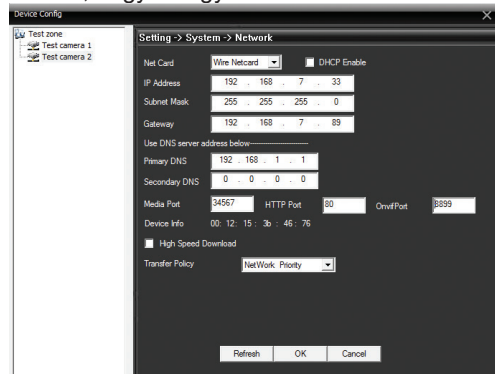 Device Config
Test zone
Test camera 1
Test camera 2
Setting -> System -> Network
Net Card Wire Netcard DHCP Enable
IP Address 192 . 168 . 7 . 33
Subnet Mask 255 . 255 . 255 . 0
Gateway 192 . 168 . 7 . 89
Use DNS server address below
Primary DNS 192 . 168 . 1 . 1
Secondary DNS 0 . 0 . 0 . 0
Media Port 34567 HTTP Port 80 OnvifPort 8899
Device Info 00: 12: 15 : 3b : 46 : 76
High Speed Download
Transfer Policy NetWork Priority
Refresh OK Cancel